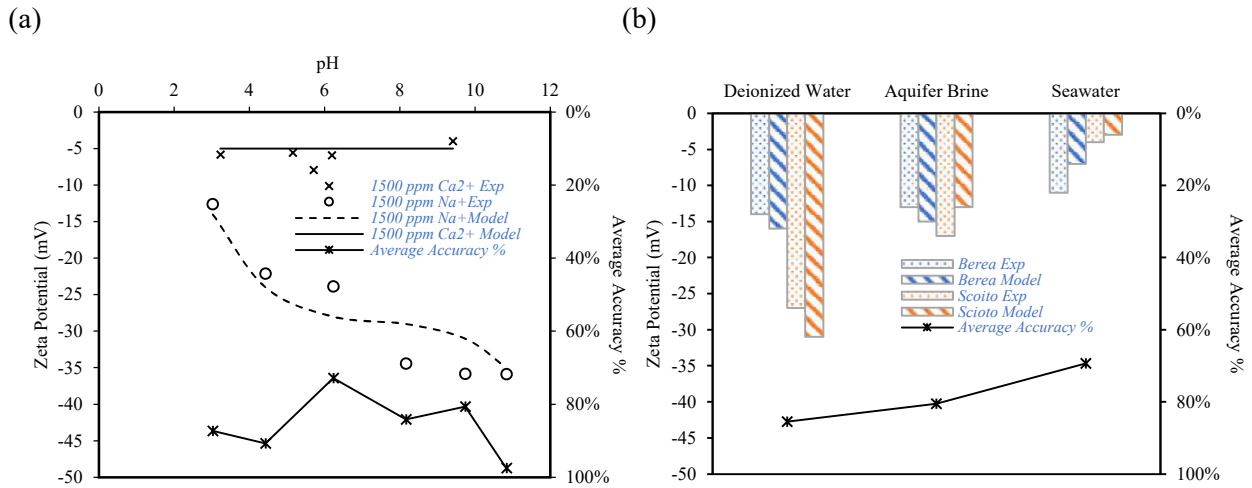 (a)
pH
0 2 4 6 8 10 12
0
-5
-10
-15
-20
-25
-30
-35
-40
-45
-50
Zeta Potential (mV)
1500 ppm Ca2+ Exp
1500 ppm Na+Exp
1500 ppm Na+Model
1500 ppm Ca2+ Model
Average Accuracy %
0%
20%
40%
60%
80%
100%
Average Accuracy %
(b)
Deionized Water Aquifer Brine Seawater
0
-5
-10
-15
-20
-25
-30
-35
-40
-45
-50
Zeta Potential (mV)
Berea Exp
Berea Model
Scoito Exp
Scioto Model
Average Accuracy %
0%
20%
40%
60%
80%
100%
Average Accuracy %